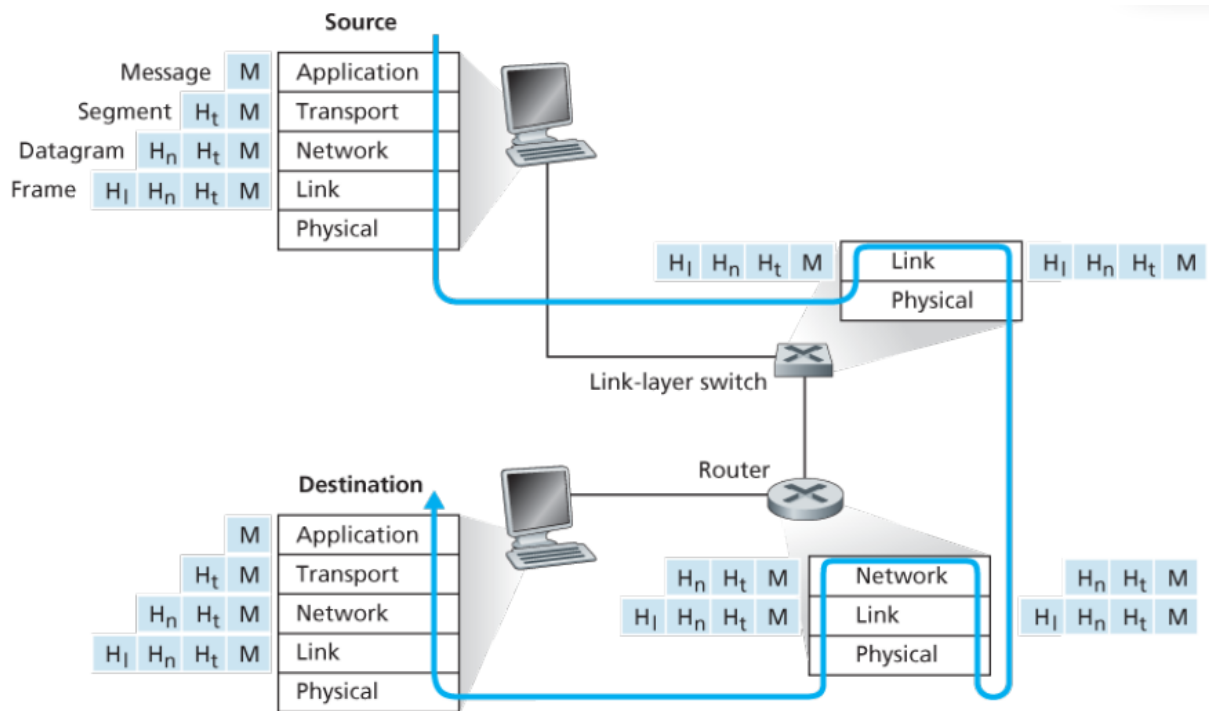 Source
Message M Application
Segment Ht M Transport
Datagram Hn Ht M Network
Frame Hl Hn Ht M Link
Physical
Hl Hn Ht M Link Hl Hn Ht M
Physical
Link-layer switch
Router
Destination
M Application
Ht M Transport
Hn Ht M Network
Hl Hn Ht M Link
Physical
Hn Ht M Network Hn Ht M
Hl Hn Ht M Link Hl Hn Ht M
Physical